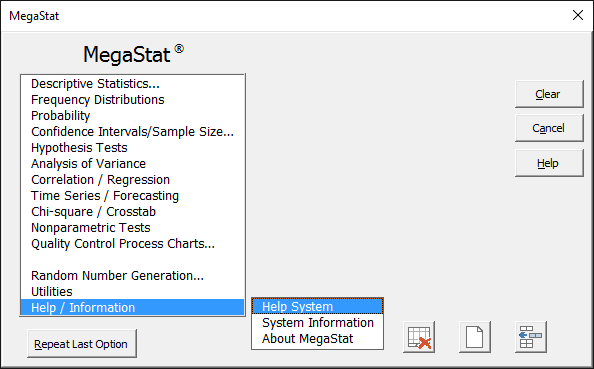 MegaStat
MegaStat ®
Descriptive Statistics...
Frequency Distributions
Probability
Confidence Intervals/Sample Size...
Hypothesis Tests
Analysis of Variance
Correlation / Regression
Time Series / Forecasting
Chi-square / Crosstab
Nonparametric Tests
Quality Control Process Charts...
Random Number Generation...
Utilities
Help / Information
Help System
System Information
About MegaStat
Clear
Cancel
Help
Repeat Last Option